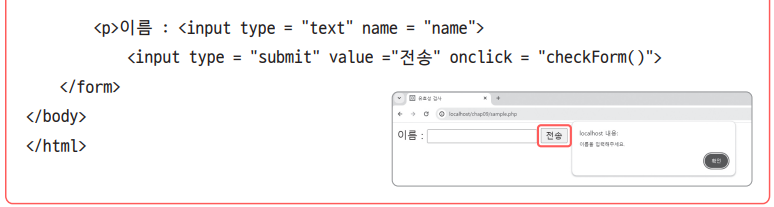 <p>이름 : <input type = "text" name = "name">
<input type = "submit" value ="전송" onclick = "checkForm()">
</form>
</body>
</html>
유효성 검사
localhost/chap09/sample.php
이름 : 전송
localhost 내용:
이름을 입력해주세요.
확인